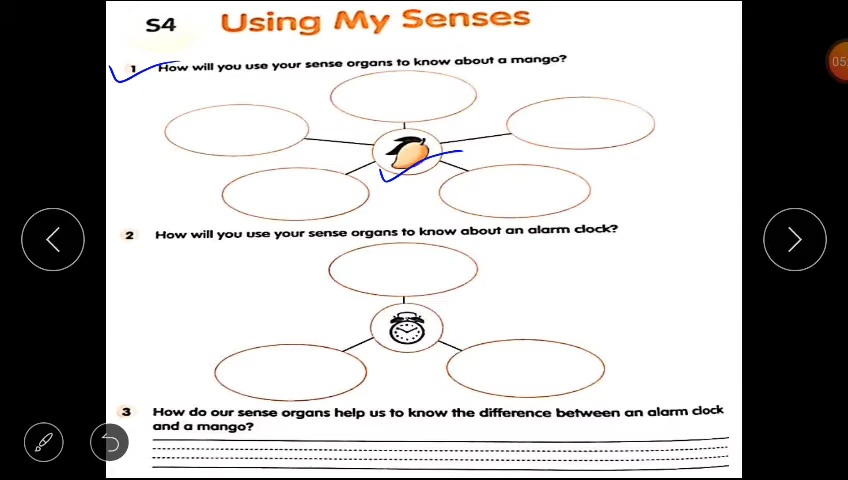 S4 Using My Senses
1 How will you use your sense organs to know about a mango?
2 How will you use your sense organs to know about an alarm clock?
3 How do our sense organs help us to know the difference between an alarm clock
and a mango?